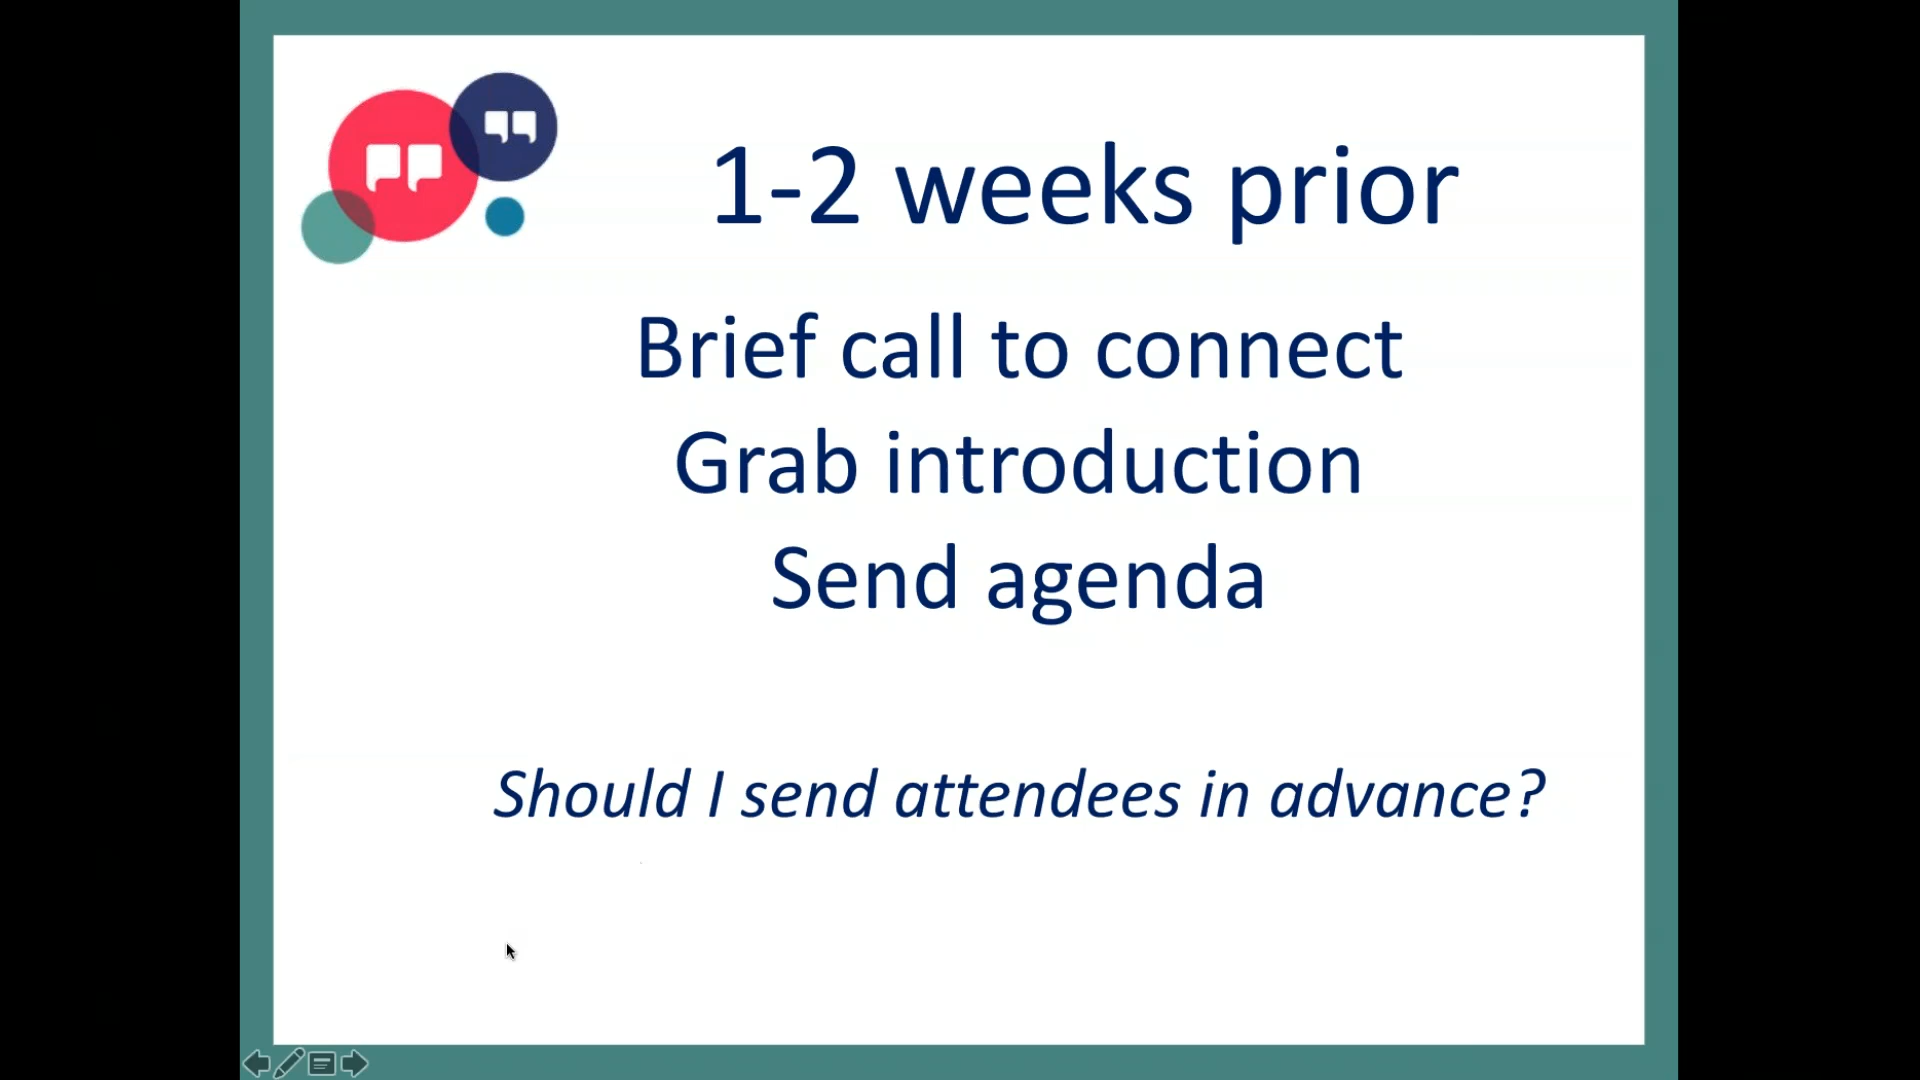 1-2 weeks prior
Brief call to connect
Grab introduction
Send agenda
Should I send attendees in advance?